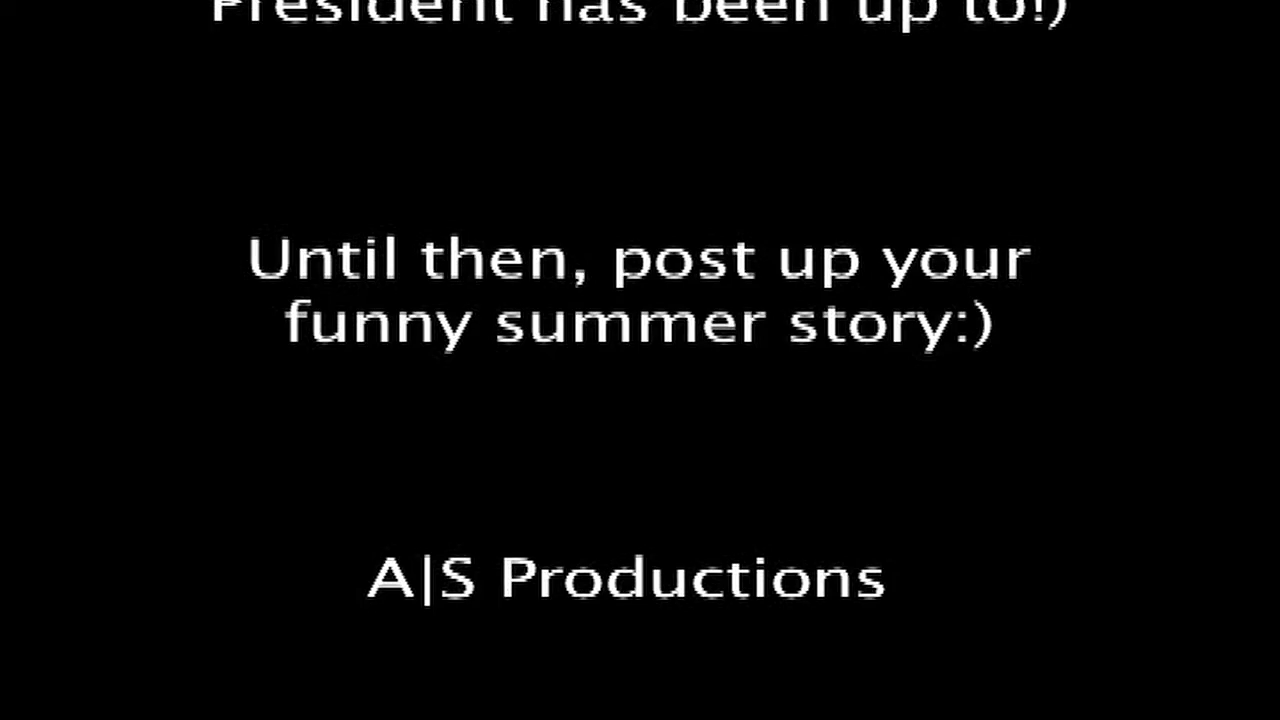 President has been up to!)
Until then, post up your
funny summer story:)
A|S Productions